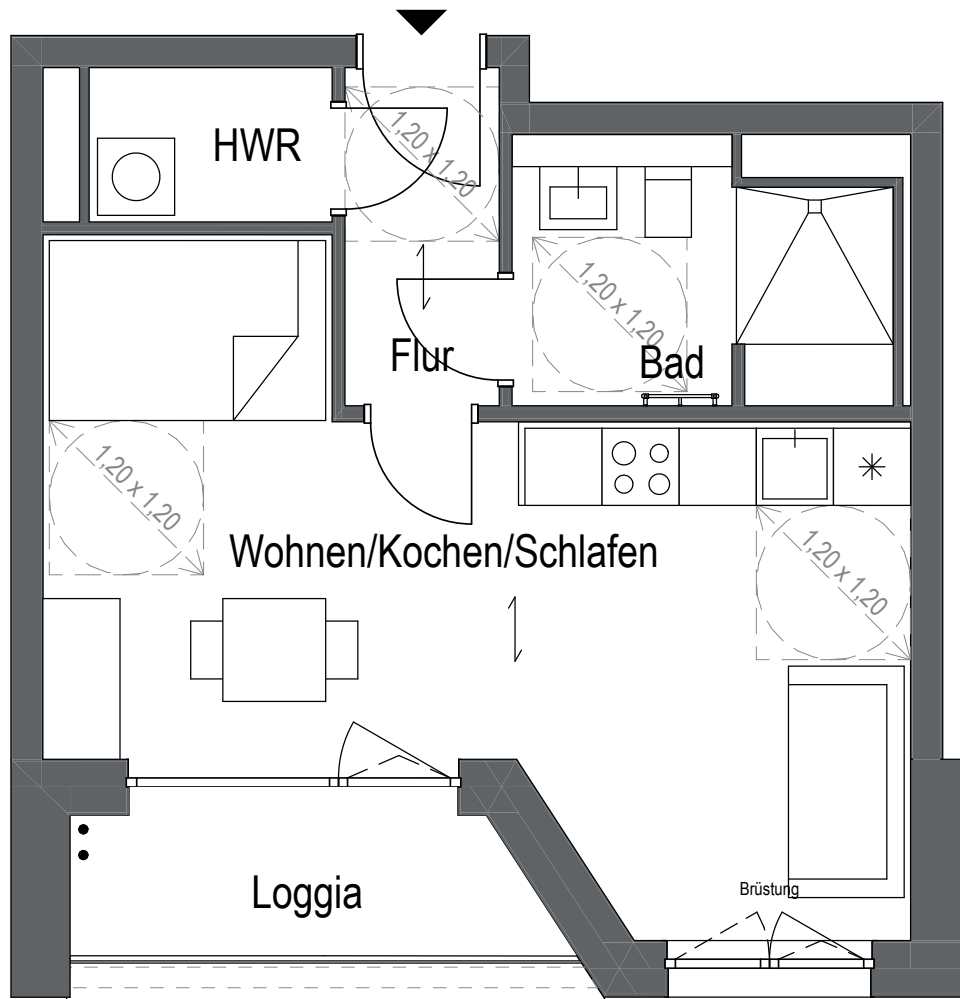 HWR
1,20 x 1,20
1,20 x 1,20
Flur
Bad
1,20 x 1,20
Wohnen/Kochen/Schlafen
1,20 x 1,20
Loggia
Brüstung